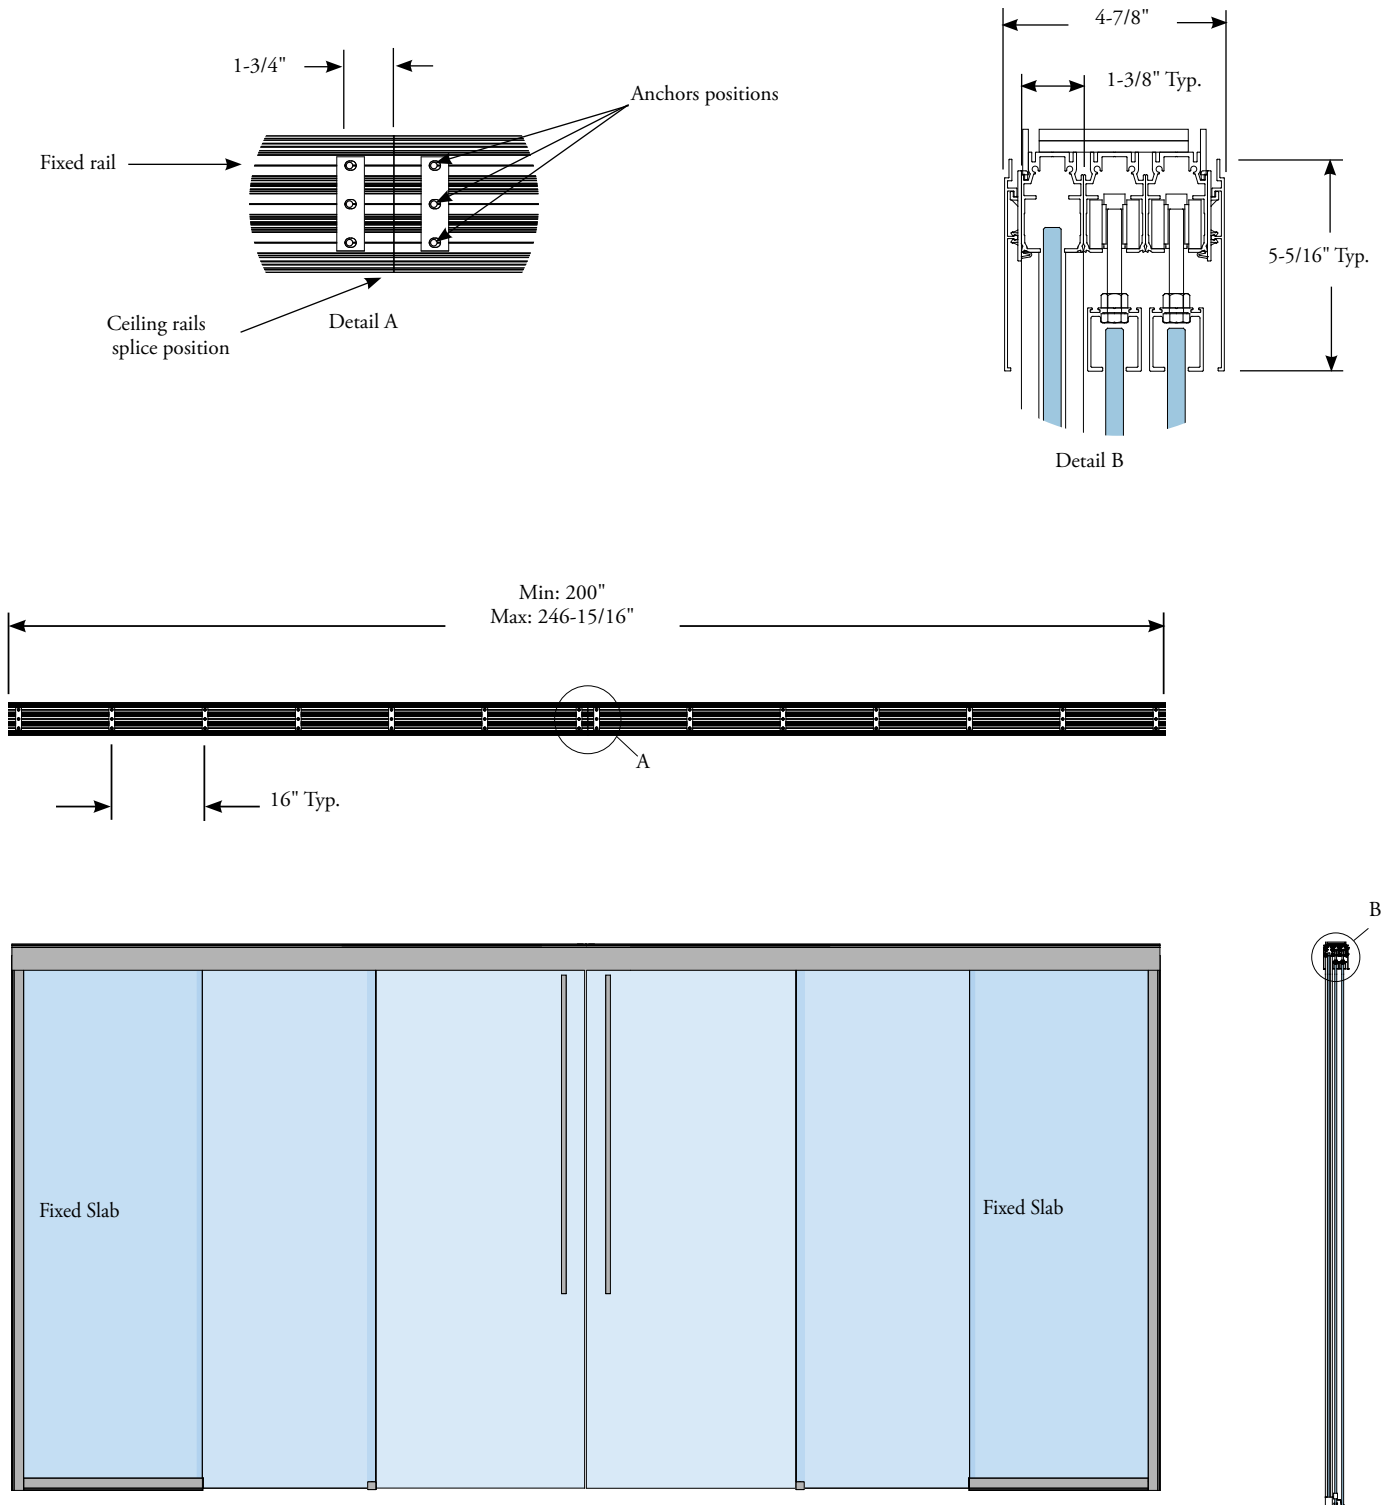 1-3/4"
Anchors positions
Fixed rail
Ceiling rails
splice position
Detail A
4-7/8"
1-3/8" Typ.
5-5/16" Typ.
Detail B
Min: 200"
Max: 246-15/16"
A
16" Typ.
B
Fixed Slab
Fixed Slab